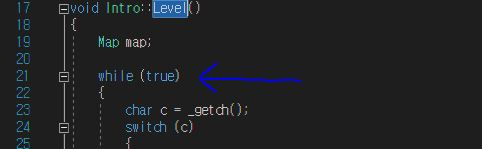 17 void Intro::Level()
18 {
19 Map map;
20
21 while (true)
22 {
23 char c = _getch();
24 switch (c)
25 {